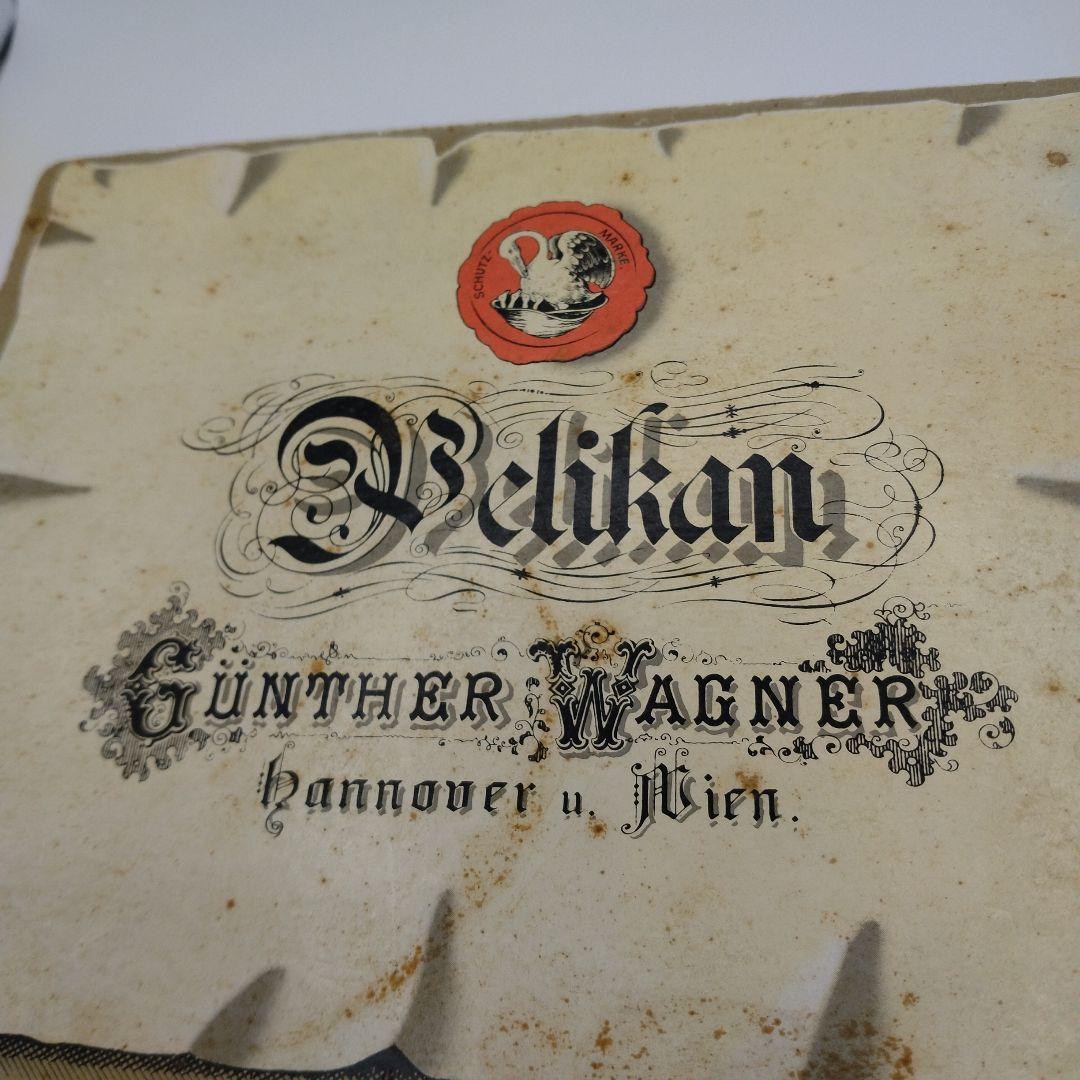 SCHUTZ-MARKE.
Pelikan
GÜNTHER WAGNER
Hannover u. Wien.